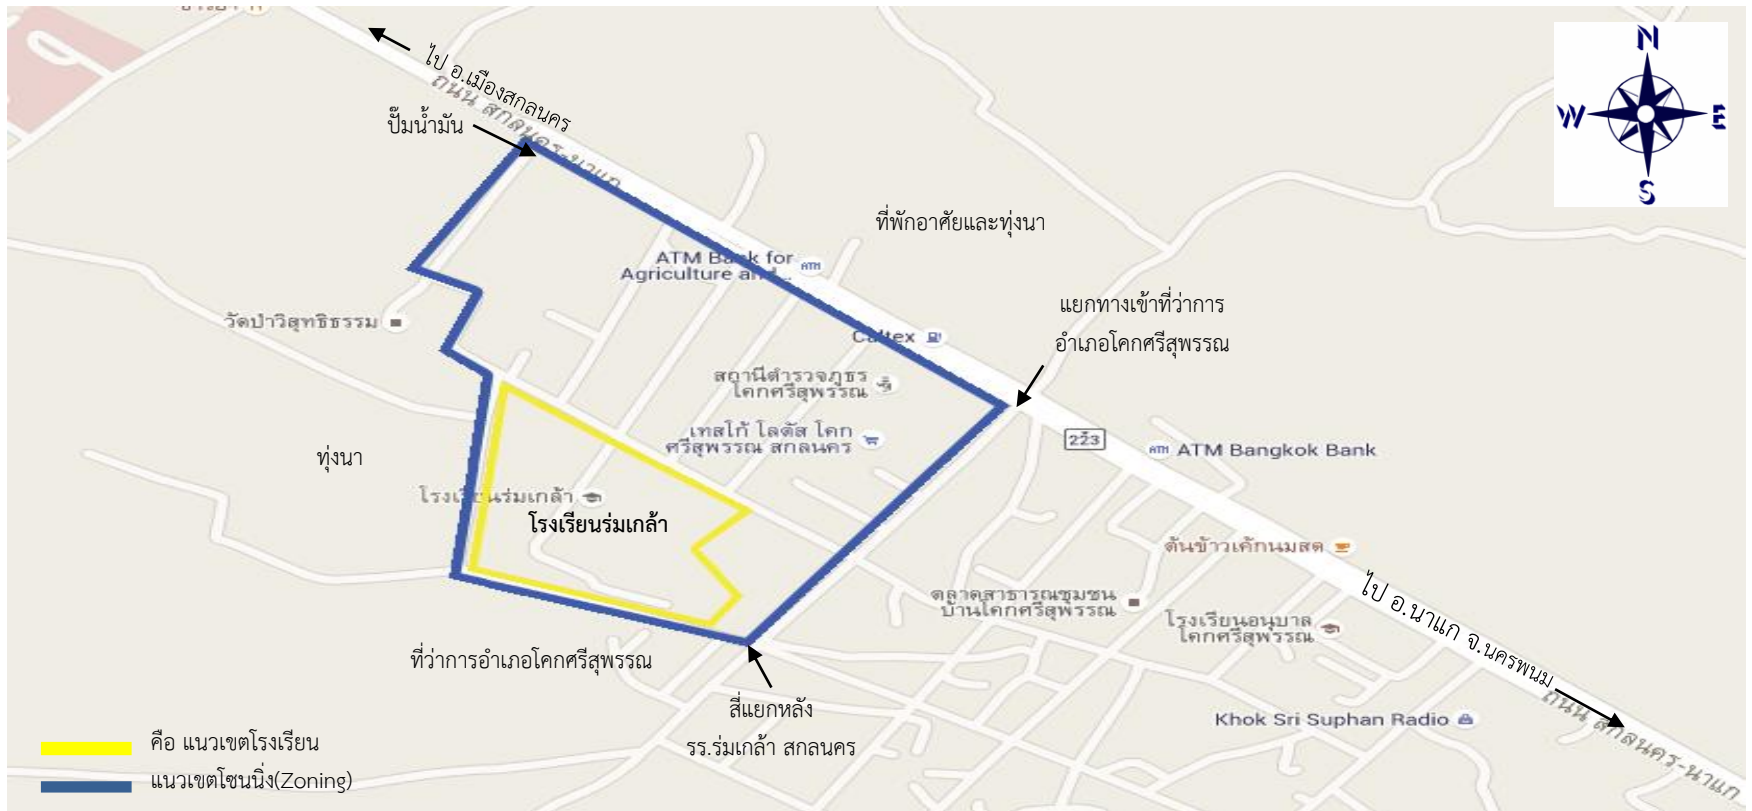 N
W
E
S
ไป อ.เมืองสกลนคร
ถนน สกลนคร-นาแก
ปั๊มน้ำมัน
ที่พักอาศัยและทุ่งนา
ATM Bank for
Agriculture and...
ATM
แยกทางเข้าที่ว่าการ
อำเภอโคกศรีสุพรรณ
วัดป่าวิสุทธิธรรม
Caltex
สถานีตำรวจภูธร
โคกศรีสุพรรณ
เทสโก้ โลตัส โคก
ศรีสุพรรณ สกลนคร
223
ATM ATM Bangkok Bank
ทุ่งนา
โรงเรียนร่มเกล้า
โรงเรียนร่มเกล้า
ต้นข้าวเค้กนมสด
ตลาดสาธารณชุมชน
บ้านโคกศรีสุพรรณ
โรงเรียนอนุบาล
โคกศรีสุพรรณ
ไป อ.นาแก จ.นครพนม
ถนน สกลนคร-นาแก
ที่ว่าการอำเภอโคกศรีสุพรรณ
สี่แยกหลัง
รร.ร่มเกล้า สกลนคร
Khok Sri Suphan Radio
คือ แนวเขตโรงเรียน
แนวเขตโซนนิ่ง(Zoning)